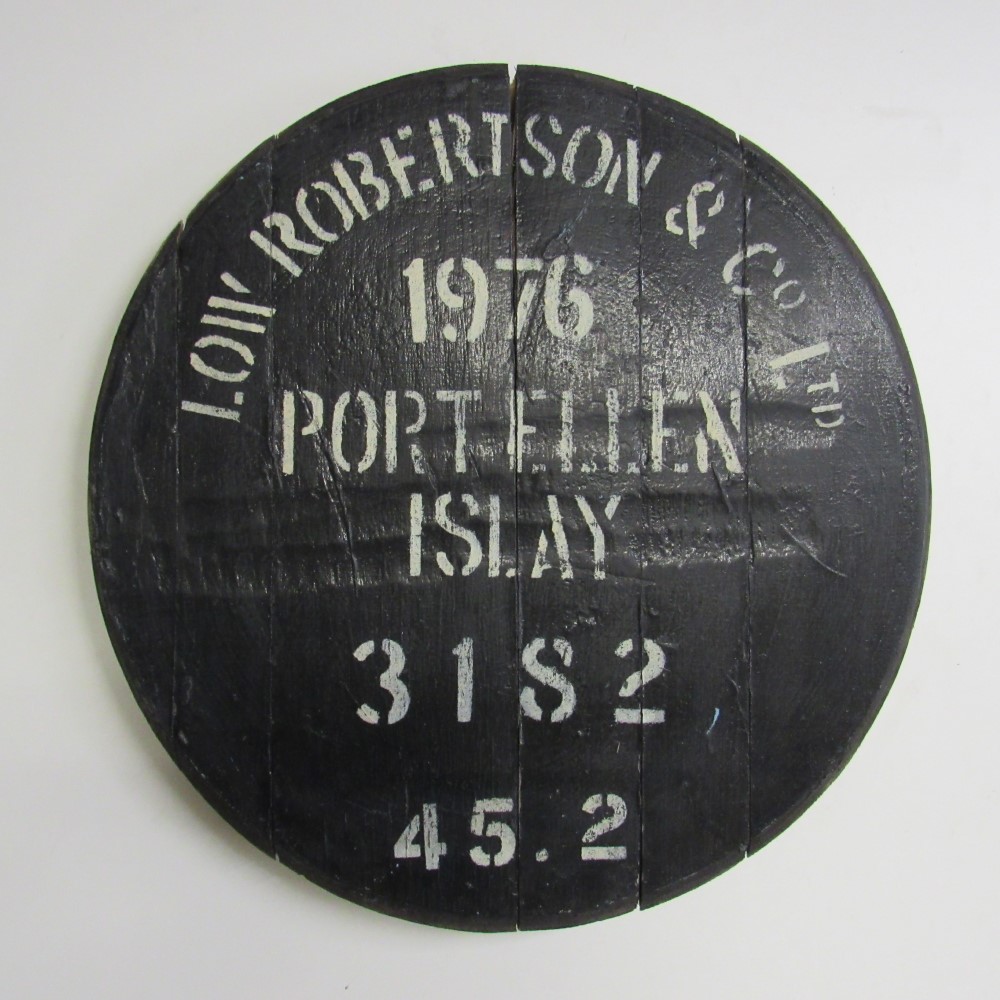 LOW ROBERTSON & Co LTD
1976
PORT ELLEN
ISLAY
31S2
45.2